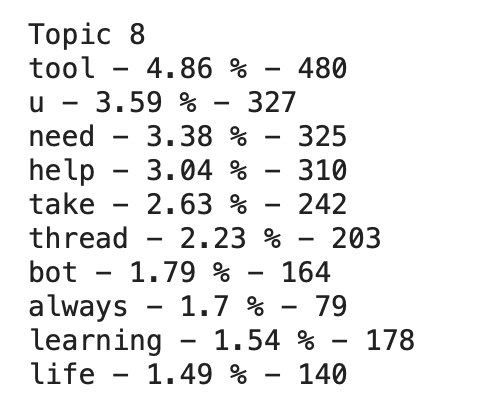 Topic 8
tool – 4.86 % – 480
u – 3.59 % – 327
need – 3.38 % – 325
help – 3.04 % – 310
take – 2.63 % – 242
thread – 2.23 % – 203
bot – 1.79 % – 164
always – 1.7 % – 79
learning – 1.54 % – 178
life – 1.49 % – 140